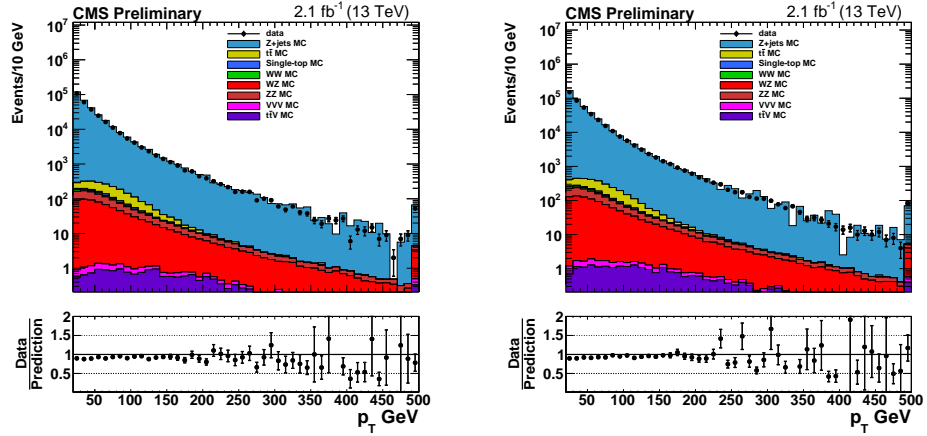 CMS Preliminary 2.1 fb⁻¹ (13 TeV)
Events/10 GeV
10⁷
10⁶
10⁵
10⁴
10³
10²
10
1
data
Z+jets MC
tt̄ MC
Single-top MC
WW MC
WZ MC
ZZ MC
VVV MC
tt̄V MC
Data
Prediction
2
1.5
1
0.5
50 100 150 200 250 300 350 400 450 500
p_T GeV
CMS Preliminary 2.1 fb⁻¹ (13 TeV)
Events/10 GeV
10⁷
10⁶
10⁵
10⁴
10³
10²
10
1
data
Z+jets MC
tt̄ MC
Single-top MC
WW MC
WZ MC
ZZ MC
VVV MC
tt̄V MC
Data
Prediction
2
1.5
1
0.5
50 100 150 200 250 300 350 400 450 500
p_T GeV